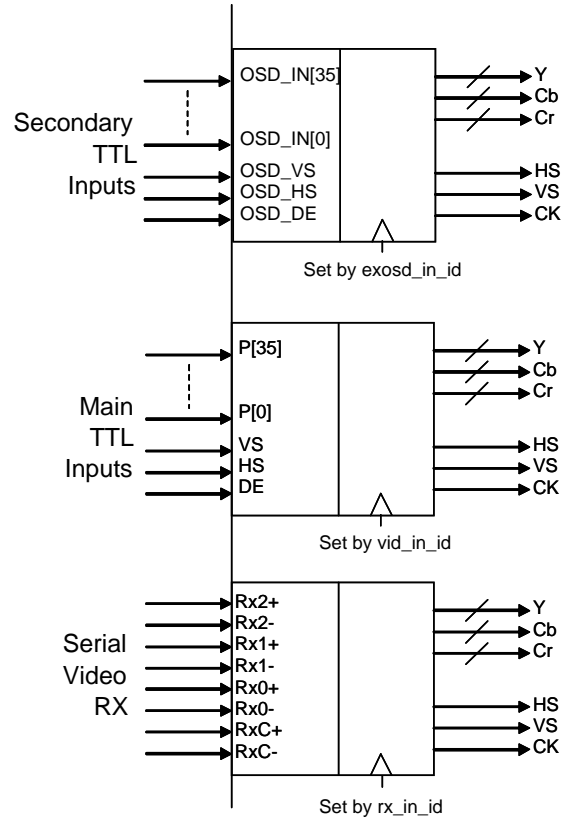 Secondary
TTL
Inputs
OSD_IN[35]
OSD_IN[0]
OSD_VS
OSD_HS
OSD_DE
Y
Cb
Cr
HS
VS
CK
Set by exosd_in_id
Main
TTL
Inputs
P[35]
P[0]
VS
HS
DE
Y
Cb
Cr
HS
VS
CK
Set by vid_in_id
Serial
Video
RX
Rx2+
Rx2-
Rx1+
Rx1-
Rx0+
Rx0-
RxC+
RxC-
Y
Cb
Cr
HS
VS
CK
Set by rx_in_id